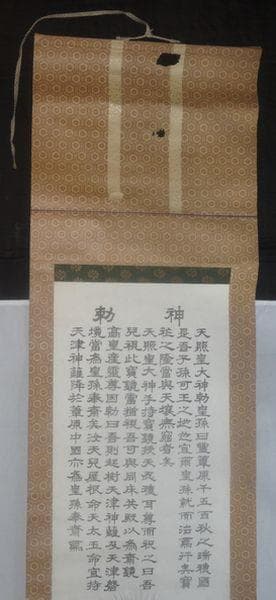 神勅
天照皇大神勅皇孫曰豊葦原千五百秋之瑞穂國
是吾子孫可王之地也宜爾皇孫就而治焉行矣寶
祚之隆當與天壤無窮者矣
天照皇大神手持寶鏡授天忍穂耳尊而祝之曰吾
兒視此寶鏡當猶視吾可與同床共殿以為齋鏡
高皇産靈尊因勅曰吾則起樹天津神籬及天津磐
境當為皇孫奉齋矣汝天兒屋根命天太玉命宜持
天津神籬降於葦原中國亦為皇孫奉齋焉